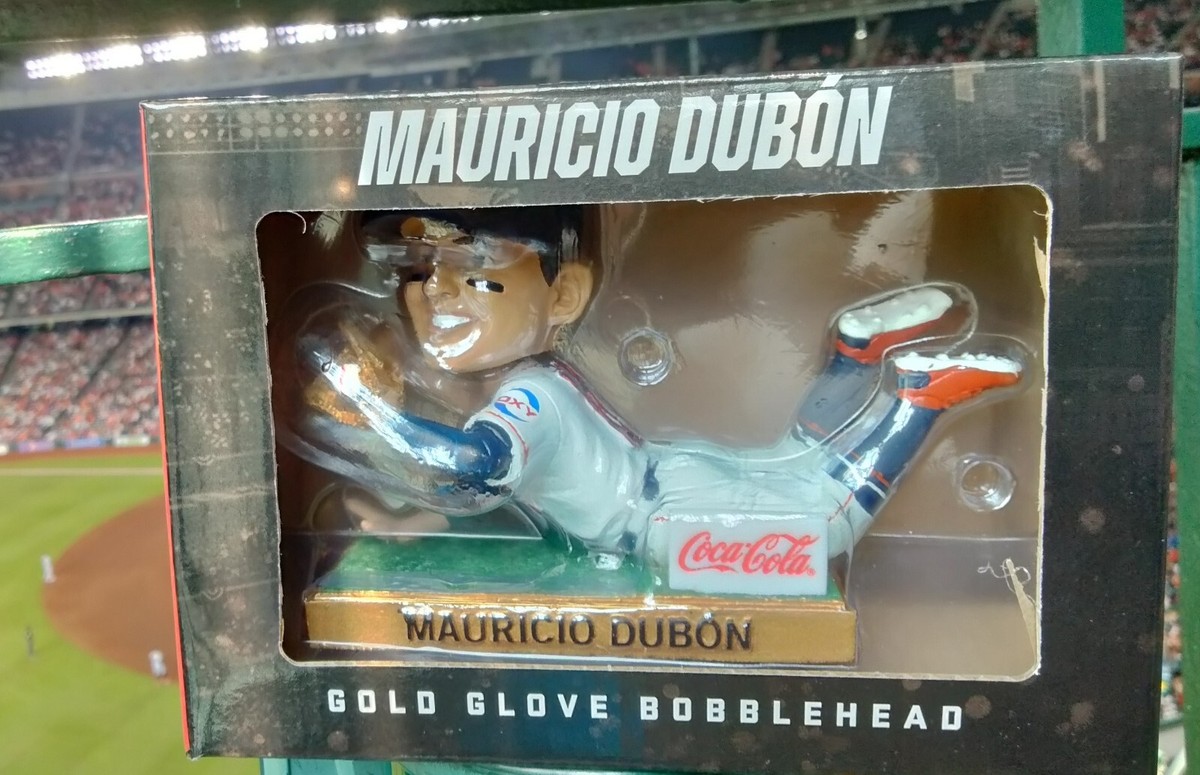 MAURICIO DUBÓN
OXY
Coca-Cola
MAURICIO DUBÓN
GOLD GLOVE BOBBLEHEAD